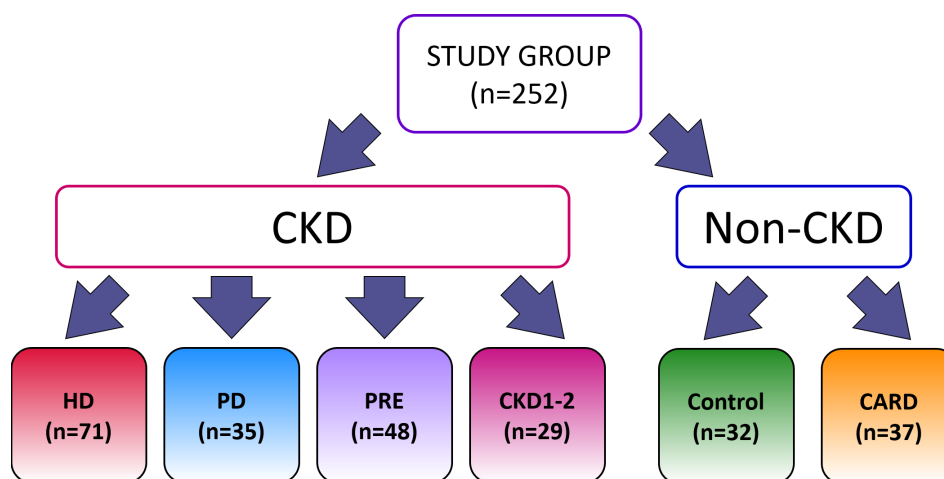 STUDY GROUP
(n=252)
CKD
Non-CKD
HD
(n=71)
PD
(n=35)
PRE
(n=48)
CKD1-2
(n=29)
Control
(n=32)
CARD
(n=37)